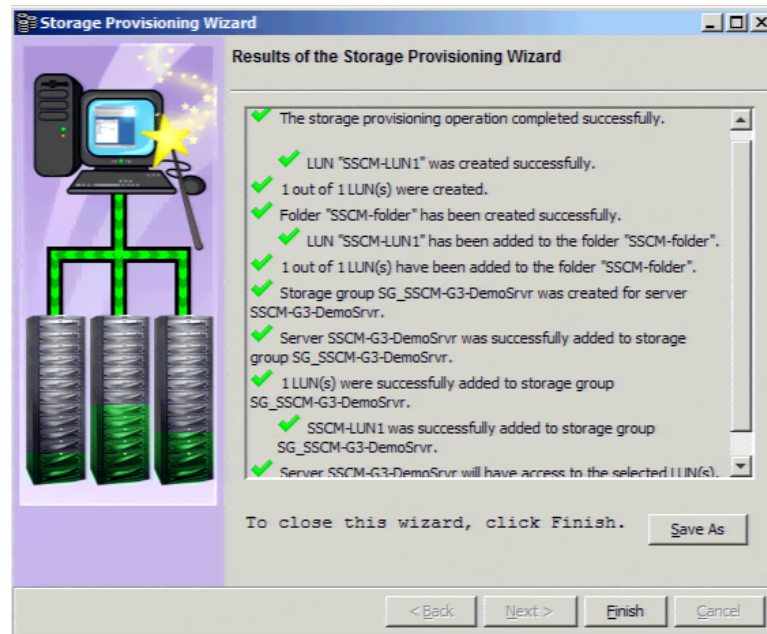 Storage Provisioning Wizard
Results of the Storage Provisioning Wizard
The storage provisioning operation completed successfully.
LUN "SSCM-LUN1" was created successfully.
1 out of 1 LUN(s) were created.
Folder "SSCM-folder" has been created successfully.
LUN "SSCM-LUN1" has been added to the folder "SSCM-folder".
1 out of 1 LUN(s) have been added to the folder "SSCM-folder".
Storage group SG_SSCM-G3-DemoSrvr was created for server
SSCM-G3-DemoSrvr.
Server SSCM-G3-DemoSrvr was successfully added to storage
group SG_SSCM-G3-DemoSrvr.
1 LUN(s) were successfully added to storage group
SG_SSCM-G3-DemoSrvr.
SSCM-LUN1 was successfully added to storage group
SG_SSCM-G3-DemoSrvr.
Server SSCM-G3-DemoSrvr will have access to the selected LUN(s).
To close this wizard, click Finish.
Save As
< Back
Next >
Finish
Cancel